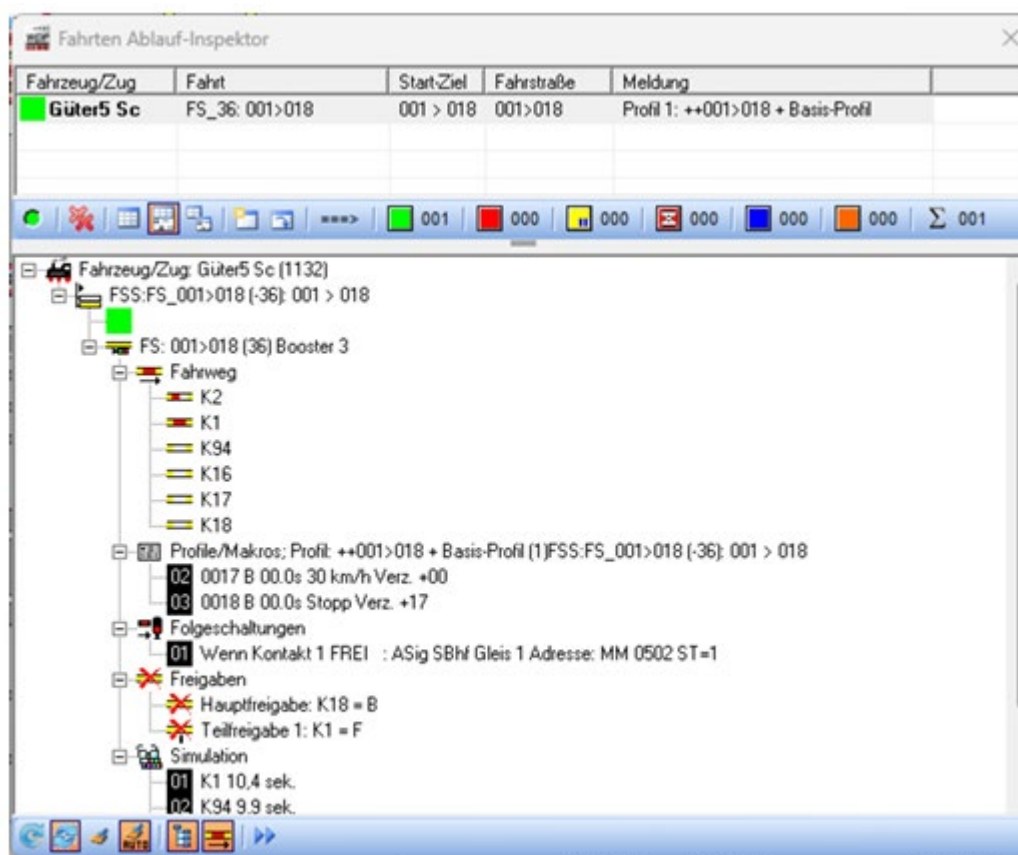 Fahrten Ablauf-Inspektor
Fahrzeug/Zug Fahrt Start-Ziel Fahrstraße Meldung
Güter5 Sc FS_36: 001>018 001 > 018 001>018 Profil 1: ++001>018 + Basis-Profil
===> 001 000 000 000 000 000 Σ 001
Fahrzeug/Zug: Güter5 Sc (1132)
FSS:FS_001>018 (-36): 001 > 018
FS: 001>018 (36) Booster 3
Fahrweg
K2
K1
K94
K16
K17
K18
Profile/Makros; Profil: ++001>018 + Basis-Profil (1)FSS:FS_001>018 (-36): 001 > 018
02 0017 B 00.0s 30 km/h Verz. +00
03 0018 B 00.0s Stopp Verz. +17
Folgeschaltungen
01 Wenn Kontakt 1 FREI : ASig SBhf Gleis 1 Adresse: MM 0502 ST=1
Freigaben
Hauptfreigabe: K18 = B
Teilfreigabe 1: K1 = F
Simulation
01 K1 10,4 sek.
02 K94 9.9 sek.
AUTO